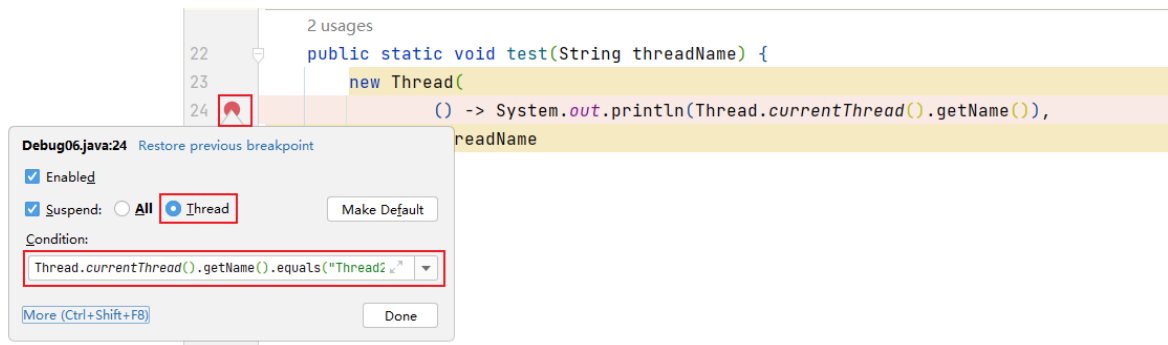 2 usages
22 public static void test(String threadName) {
23 new Thread(
24 () -> System.out.println(Thread.currentThread().getName()),
readName
Debug06.java:24 Restore previous breakpoint
Enabled
Suspend: All Thread Make Default
Condition:
Thread.currentThread().getName().equals("Thread2
More (Ctrl+Shift+F8) Done